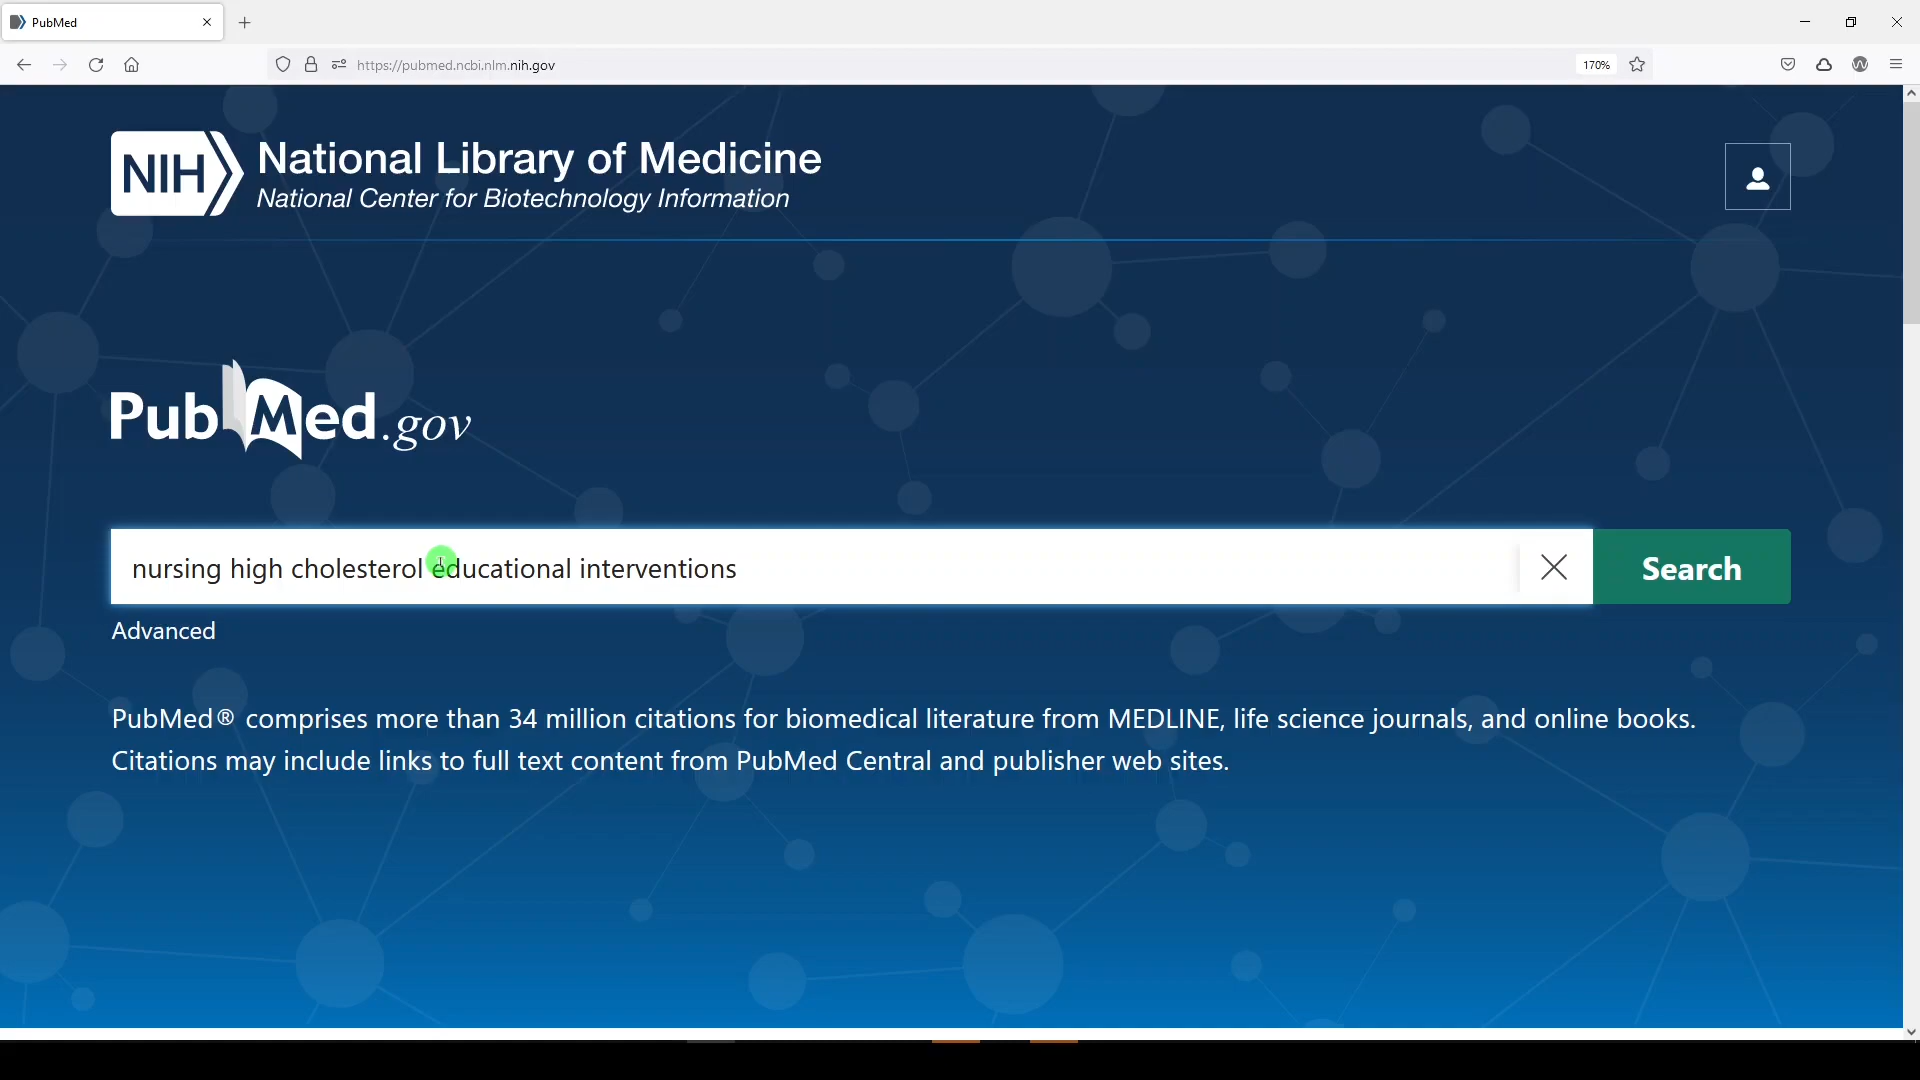 PubMed
https://pubmed.ncbi.nlm.nih.gov
170%
NIH
National Library of Medicine
National Center for Biotechnology Information
PubMed.gov
nursing high cholesterol educational interventions
Search
Advanced
PubMed® comprises more than 34 million citations for biomedical literature from MEDLINE, life science journals, and online books.
Citations may include links to full text content from PubMed Central and publisher web sites.